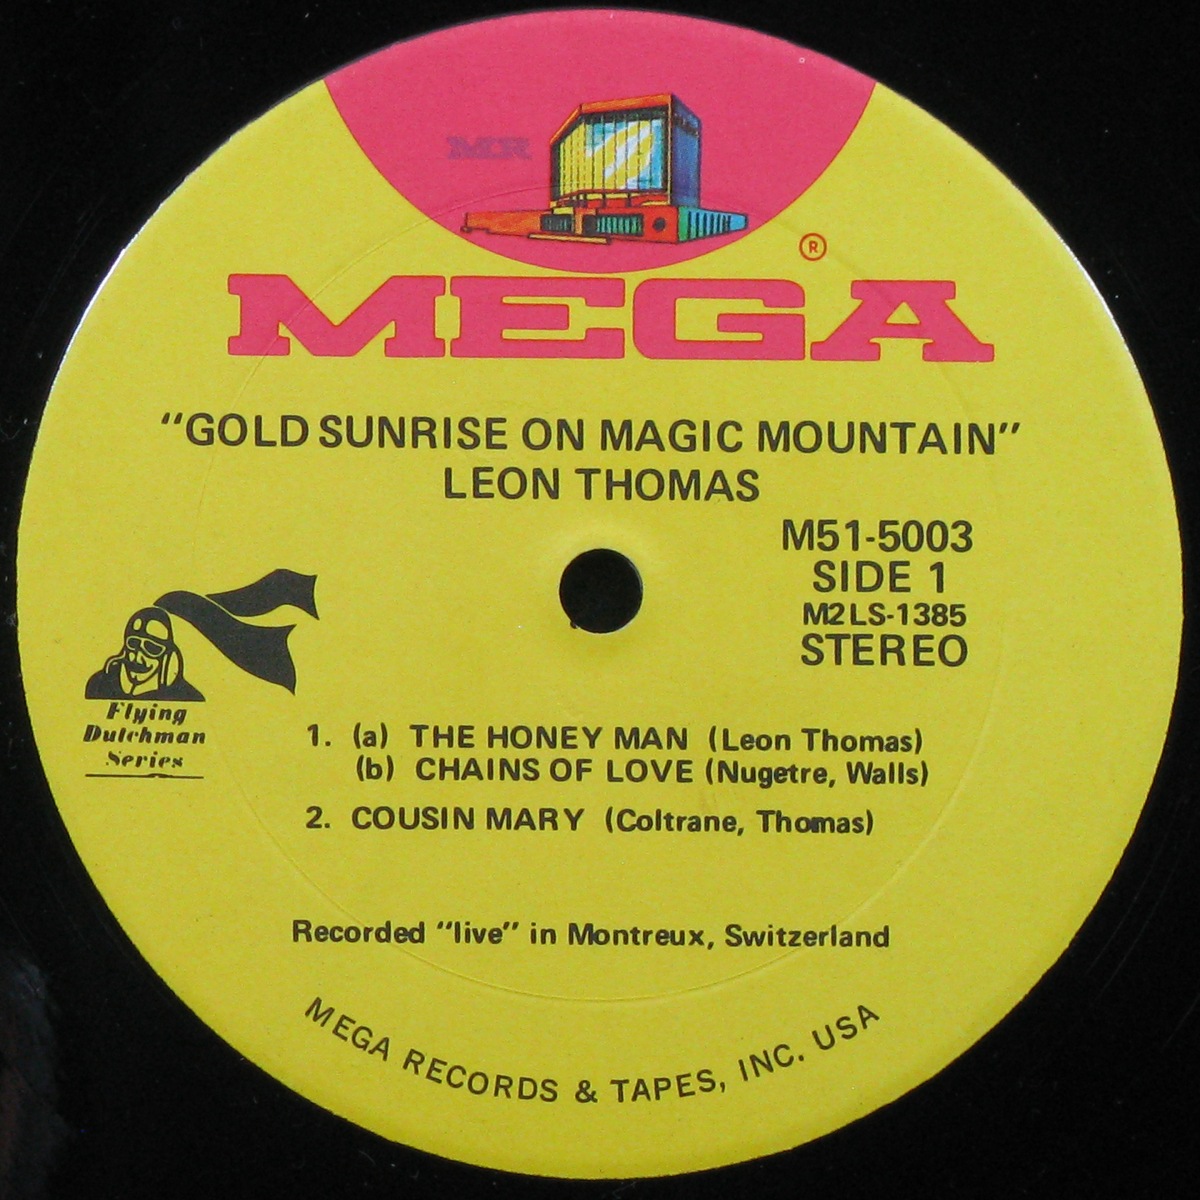 MR
®
MEGA
"GOLD SUNRISE ON MAGIC MOUNTAIN"
LEON THOMAS
M51-5003
SIDE 1
M2LS-1385
STEREO
Flying
Dutchman
Series
1. (a) THE HONEY MAN (Leon Thomas)
(b) CHAINS OF LOVE (Nugetre, Walls)
2. COUSIN MARY (Coltrane, Thomas)
Recorded "live" in Montreux, Switzerland
MEGA RECORDS & TAPES, INC. USA